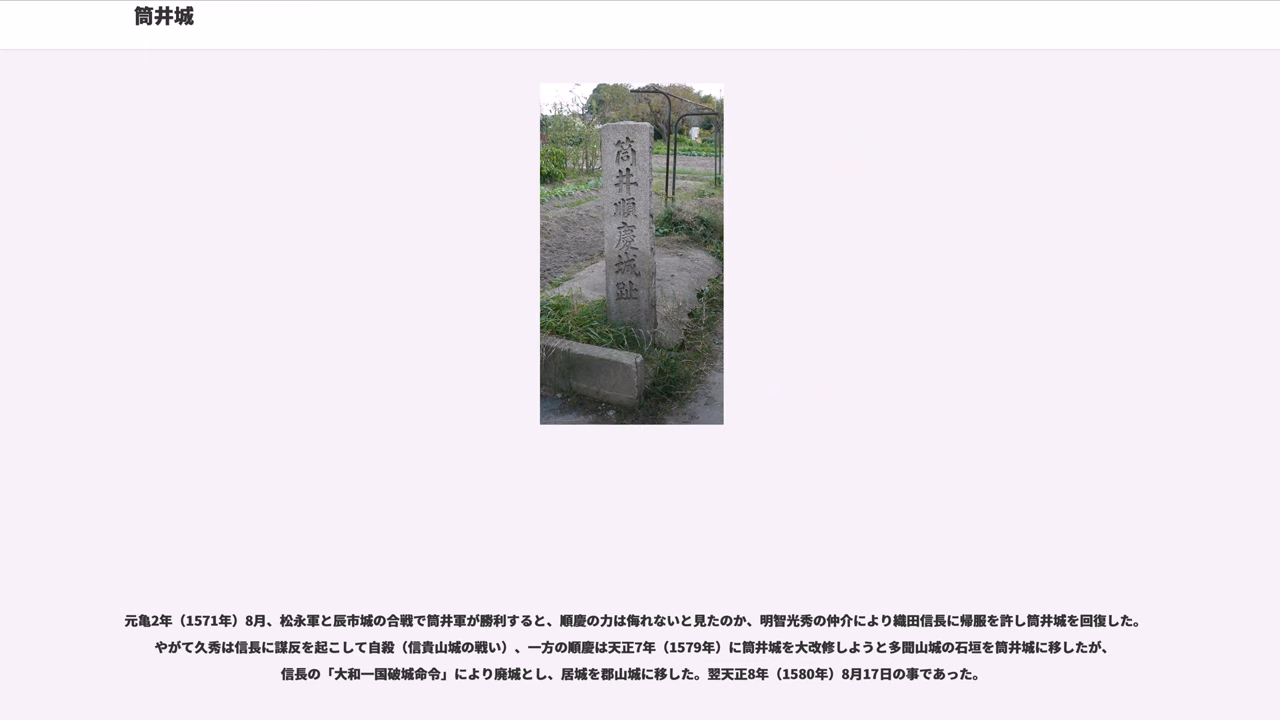 筒井城
筒井順慶城趾
元亀2年（1571年）8月、松永軍と辰市城の合戦で筒井軍が勝利すると、順慶の力は侮れないと見たのか、明智光秀の仲介により織田信長に帰服を許し筒井城を回復した。
やがて久秀は信長に謀反を起こして自殺（信貴山城の戦い）、一方の順慶は天正7年（1579年）に筒井城を大改修しようと多聞山城の石垣を筒井城に移したが、
信長の「大和一国破城命令」により廃城とし、居城を郡山城に移した。翌天正8年（1580年）8月17日の事であった。